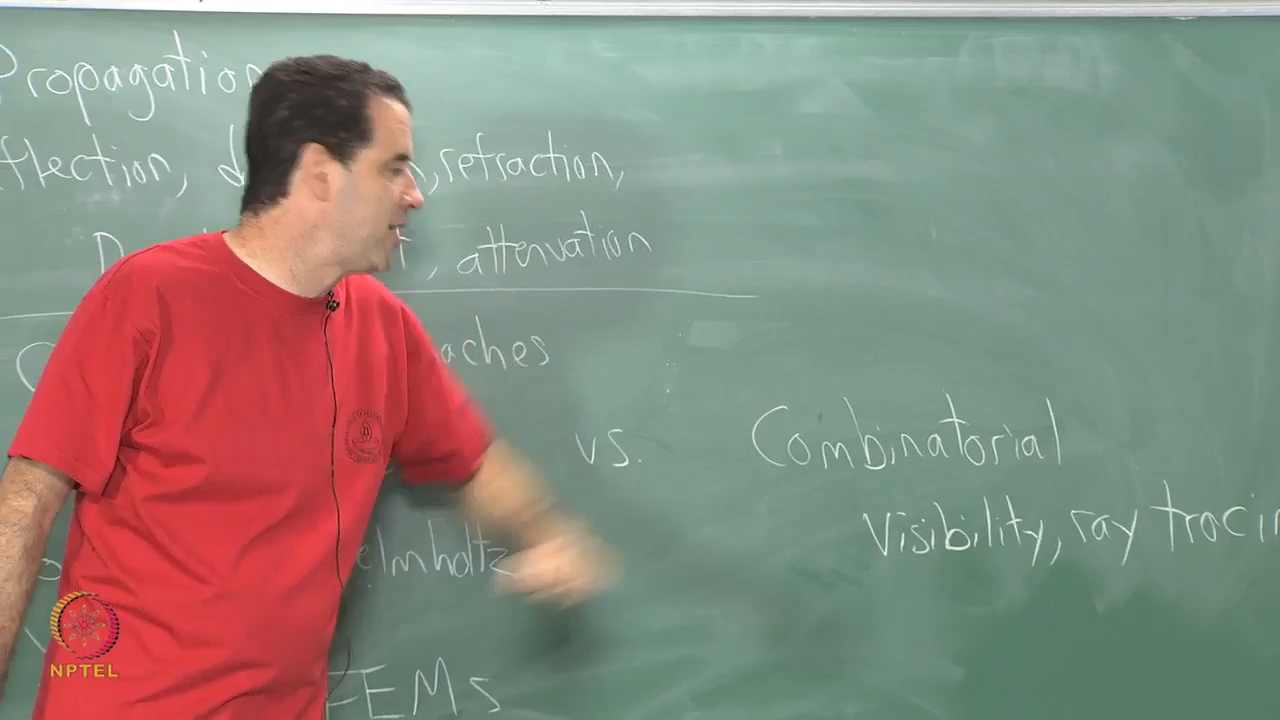 Propagation
flection, refraction,
, attenuation
aches
vs. Combinatorial
Visibility, ray tracin
elmholtz
FEMs
NPTEL